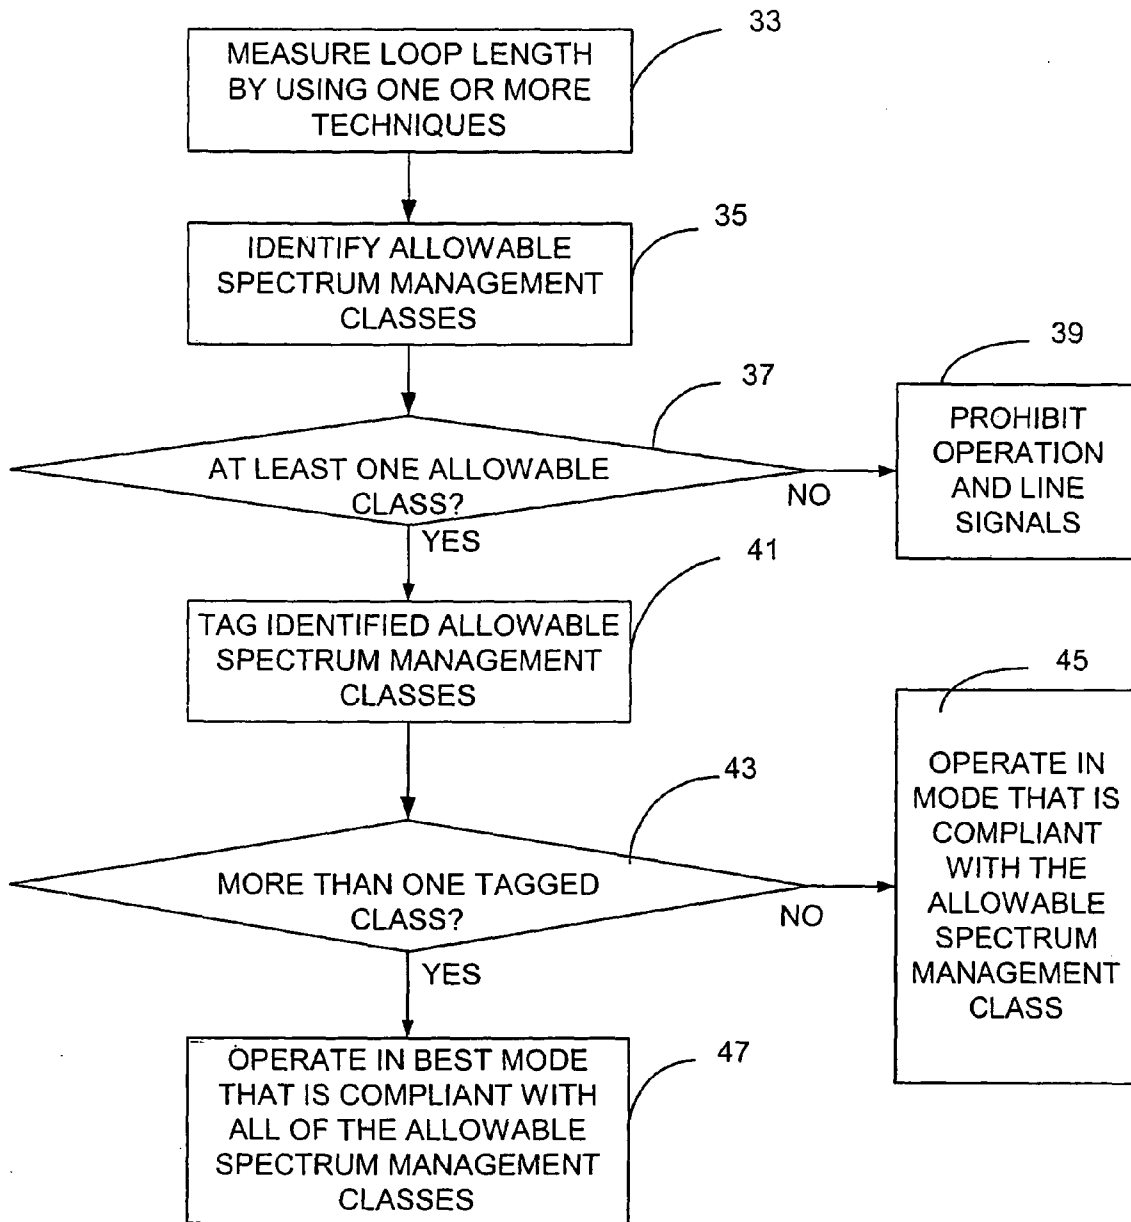 33
MEASURE LOOP LENGTH
BY USING ONE OR MORE
TECHNIQUES
35
IDENTIFY ALLOWABLE
SPECTRUM MANAGEMENT
CLASSES
37
AT LEAST ONE ALLOWABLE
CLASS?
NO
YES
39
PROHIBIT
OPERATION
AND LINE
SIGNALS
41
TAG IDENTIFIED ALLOWABLE
SPECTRUM MANAGEMENT
CLASSES
43
MORE THAN ONE TAGGED
CLASS?
NO
YES
45
OPERATE IN
MODE THAT IS
COMPLIANT
WITH THE
ALLOWABLE
SPECTRUM
MANAGEMENT
CLASS
47
OPERATE IN BEST MODE
THAT IS COMPLIANT WITH
ALL OF THE ALLOWABLE
SPECTRUM MANAGEMENT
CLASSES